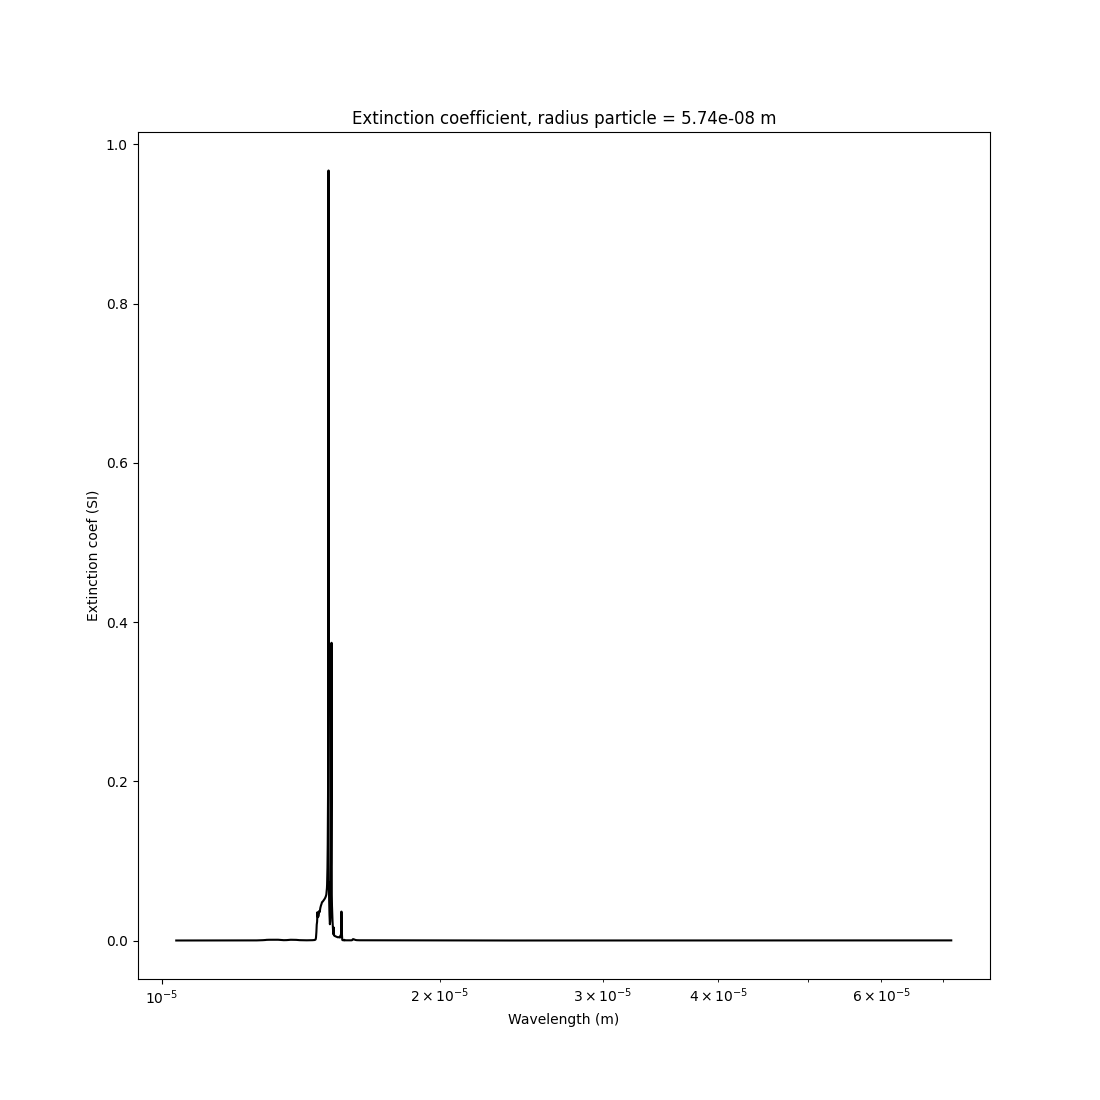 Extinction coefficient, radius particle = 5.74e-08 m
1.0
0.8
0.6
0.4
0.2
0.0
Extinction coef (SI)
10⁻⁵
2 × 10⁻⁵
3 × 10⁻⁵
4 × 10⁻⁵
6 × 10⁻⁵
Wavelength (m)